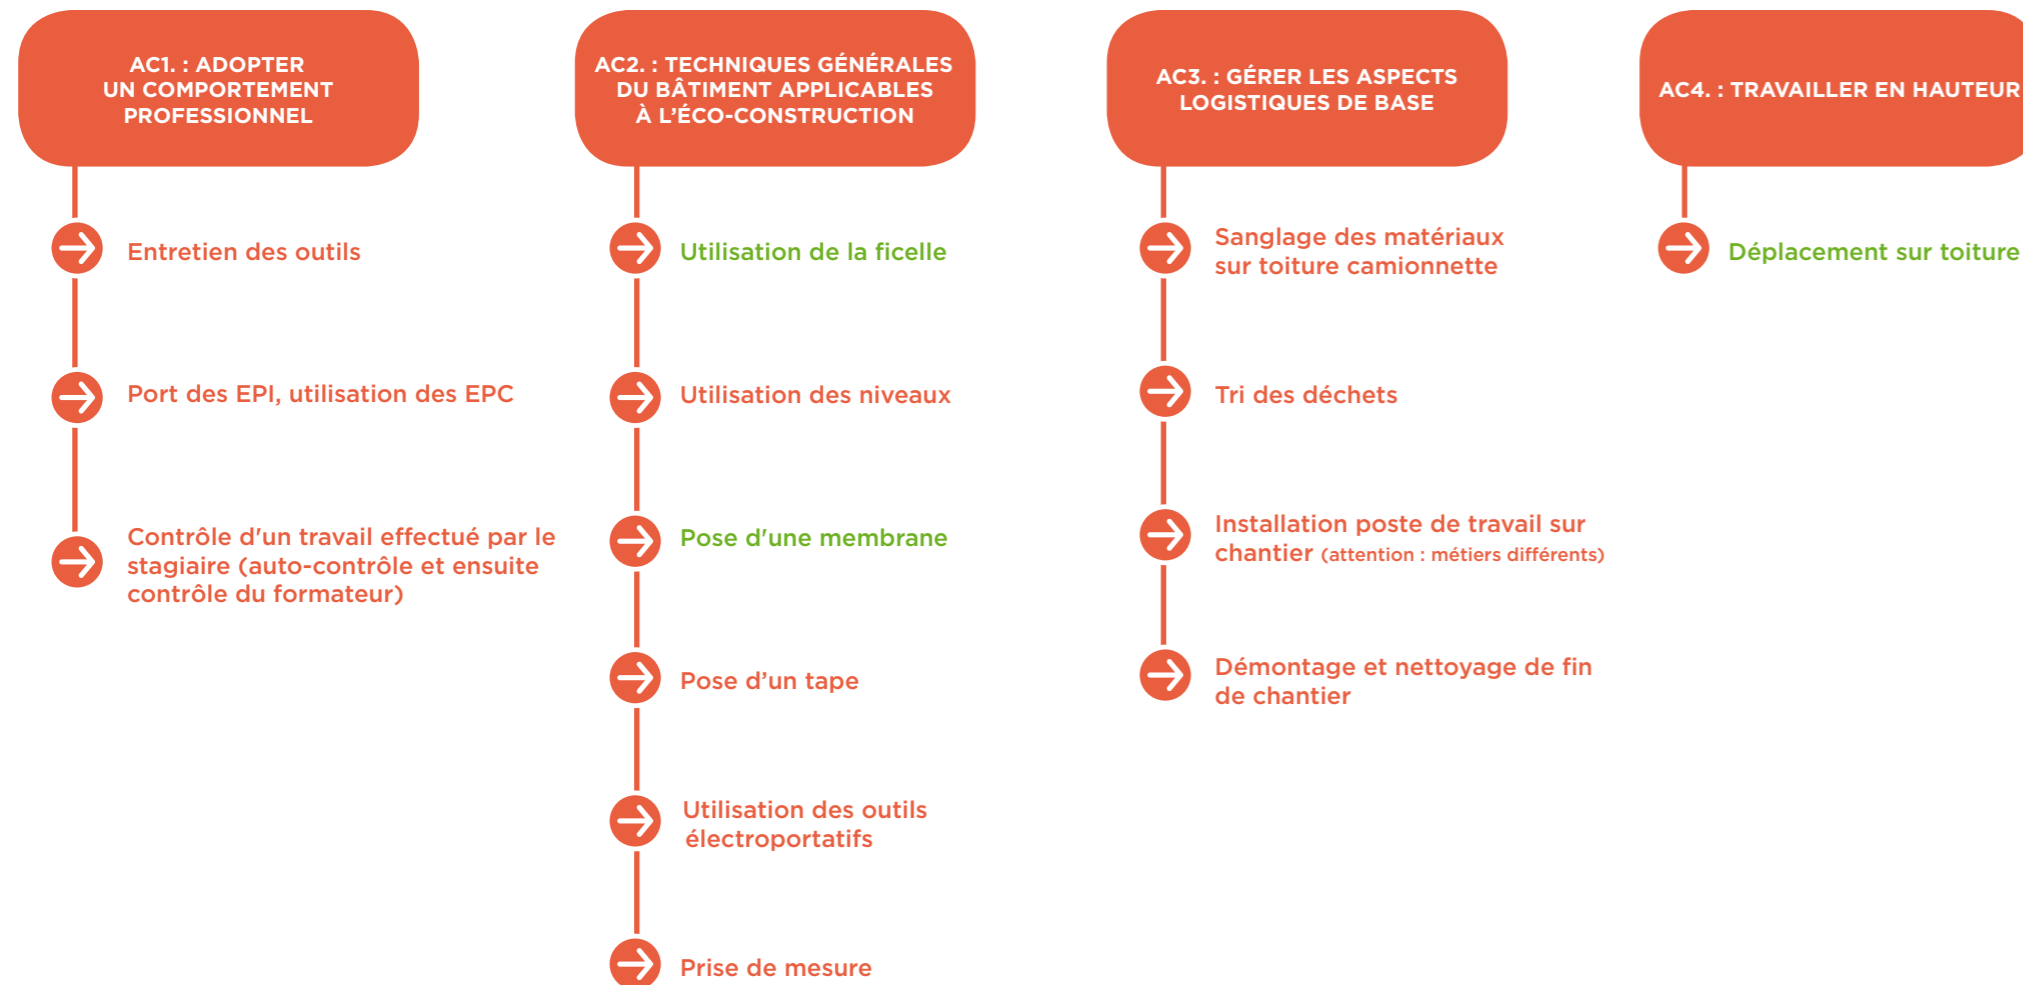 AC1. : ADOPTER
UN COMPORTEMENT
PROFESSIONNEL
Entretien des outils
Port des EPI, utilisation des EPC
Contrôle d'un travail effectué par le
stagiaire (auto-contrôle et ensuite
contrôle du formateur)
AC2. : TECHNIQUES GÉNÉRALES
DU BÂTIMENT APPLICABLES
À L’ÉCO-CONSTRUCTION
Utilisation de la ficelle
Utilisation des niveaux
Pose d'une membrane
Pose d’un tape
Utilisation des outils
électroportatifs
Prise de mesure
AC3. : GÉRER LES ASPECTS
LOGISTIQUES DE BASE
Sanglage des matériaux
sur toiture camionnette
Tri des déchets
Installation poste de travail sur
chantier (attention : métiers différents)
Démontage et nettoyage de fin
de chantier
AC4. : TRAVAILLER EN HAUTEUR
Déplacement sur toiture